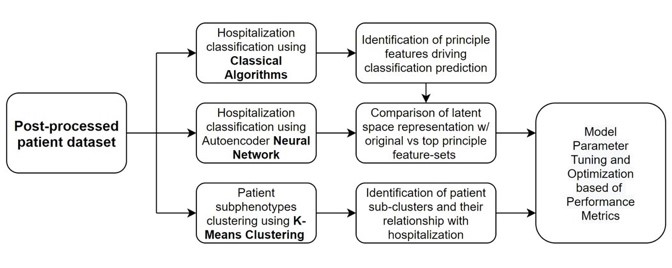 Post-processed
patient dataset
Hospitalization
classification using
Classical
Algorithms
Identification of principle
features driving
classification prediction
Hospitalization
classification using
Autoencoder Neural
Network
Comparison of latent
space representation w/
original vs top principle
feature-sets
Patient
subphenotypes
clustering using K-
Means Clustering
Identification of patient
sub-clusters and their
relationship with
hospitalization
Model
Parameter
Tuning and
Optimization
based of
Performance
Metrics